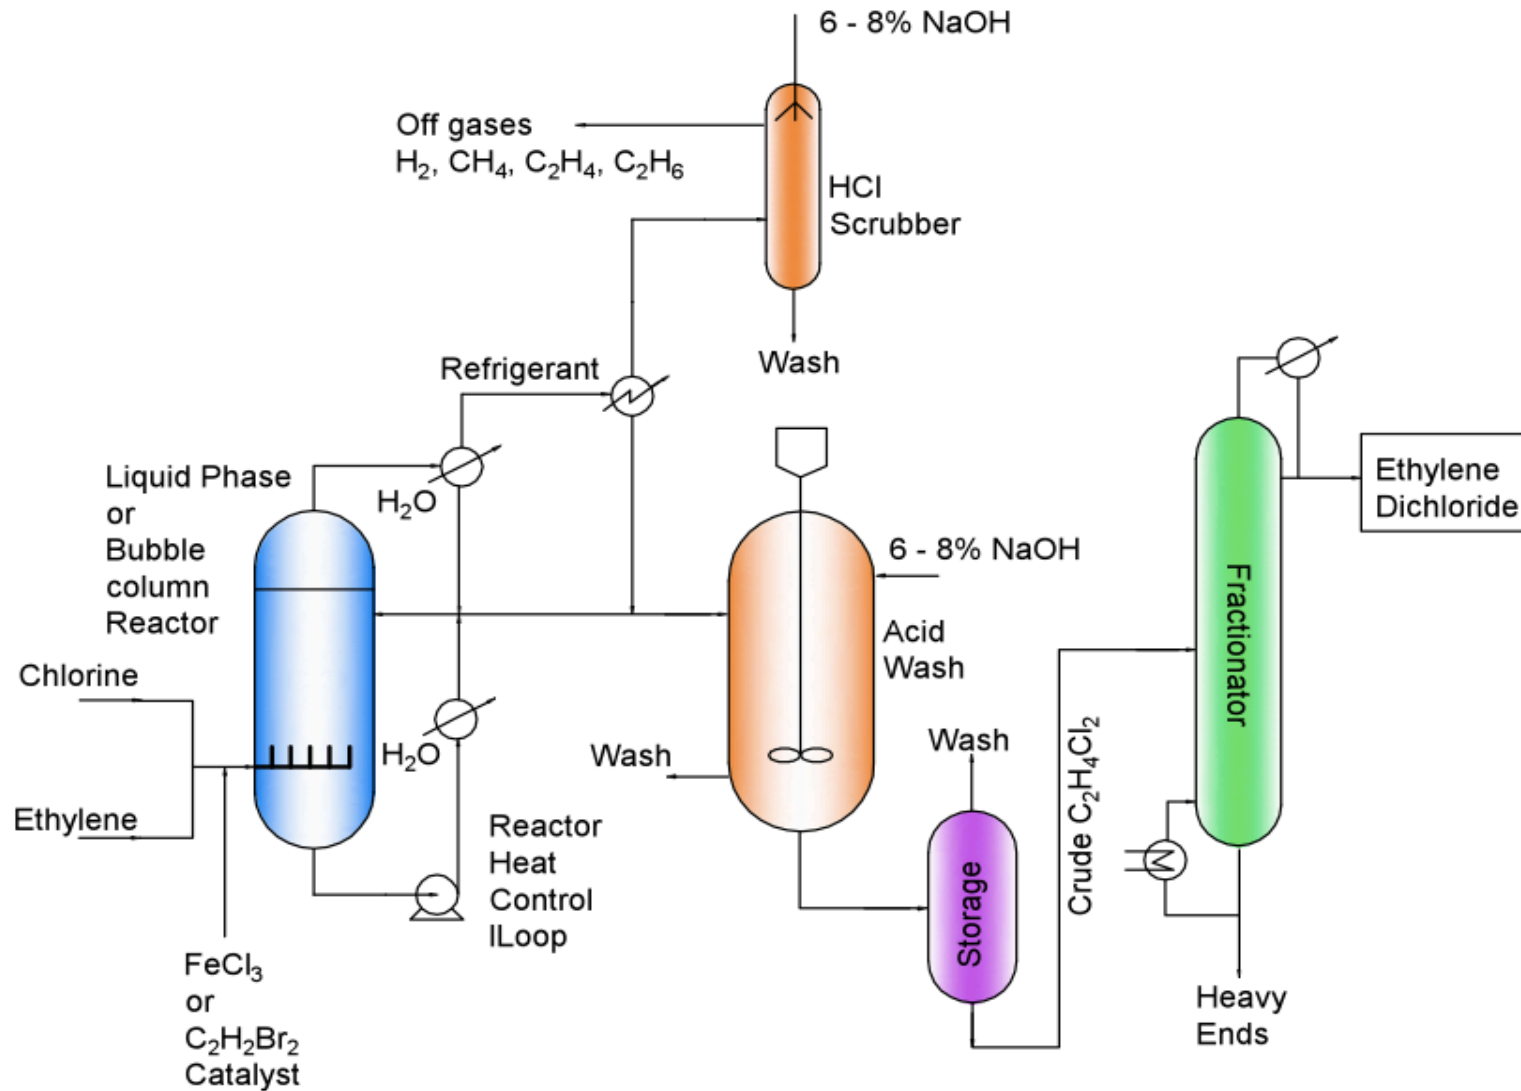 6 - 8% NaOH
Off gases
H₂, CH₄, C₂H₄, C₂H₆
HCl
Scrubber
Wash
Refrigerant
H₂O
Liquid Phase
or
Bubble
column
Reactor
Chlorine
Ethylene
H₂O
FeCl₃
or
C₂H₂Br₂
Catalyst
Reactor
Heat
Control
lLoop
6 - 8% NaOH
Acid
Wash
Wash
Wash
Storage
Crude C₂H₄Cl₂
Fractionator
Ethylene
Dichloride
M
Heavy
Ends